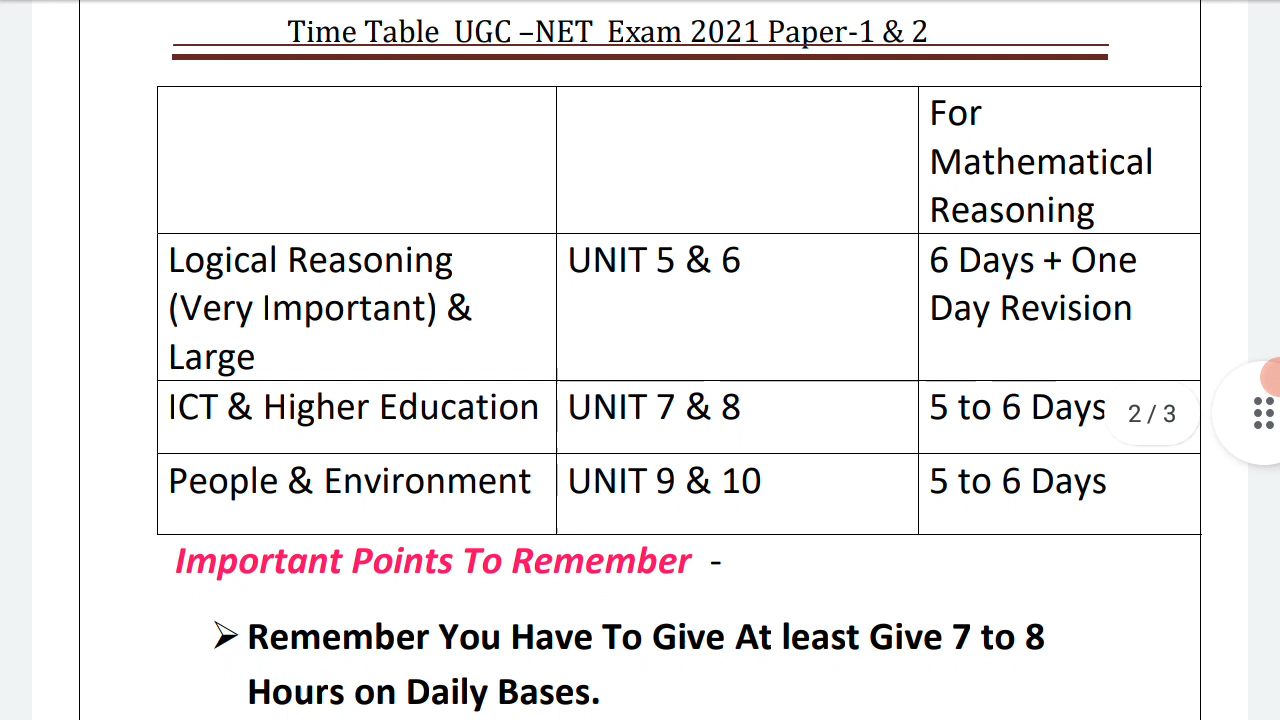 Time Table UGC –NET Exam 2021 Paper-1 & 2
For
Mathematical
Reasoning
Logical Reasoning
(Very Important) &
Large
UNIT 5 & 6
6 Days + One
Day Revision
ICT & Higher Education
UNIT 7 & 8
5 to 6 Days
2 / 3
People & Environment
UNIT 9 & 10
5 to 6 Days
Important Points To Remember -
➢ Remember You Have To Give At least Give 7 to 8
Hours on Daily Bases.